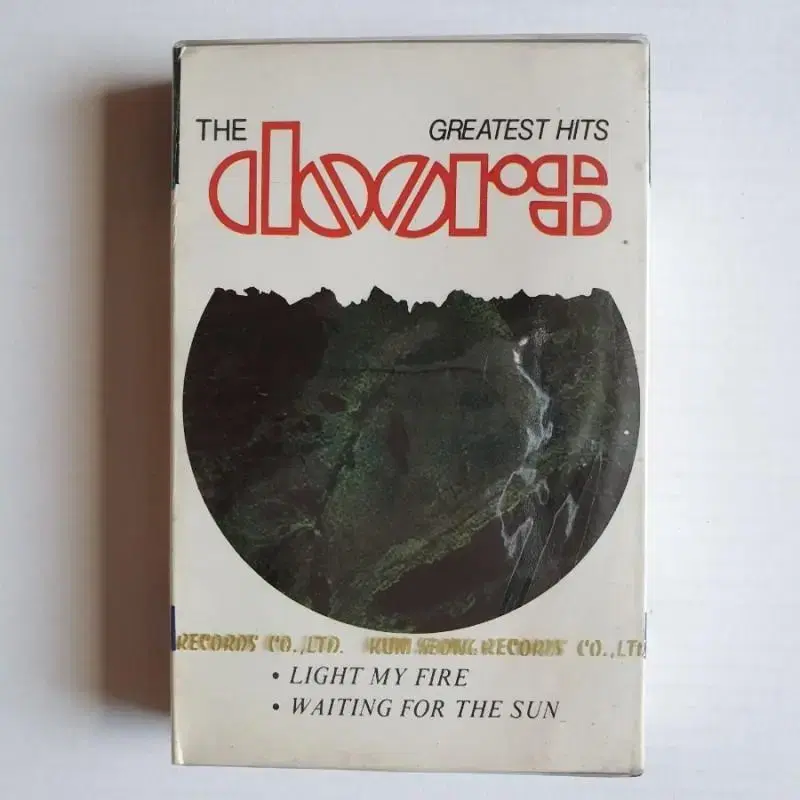 THE
GREATEST HITS
doors
RECORDS CO.,LTD. KUM SEONG RECORDS CO.,LTD
• LIGHT MY FIRE
• WAITING FOR THE SUN